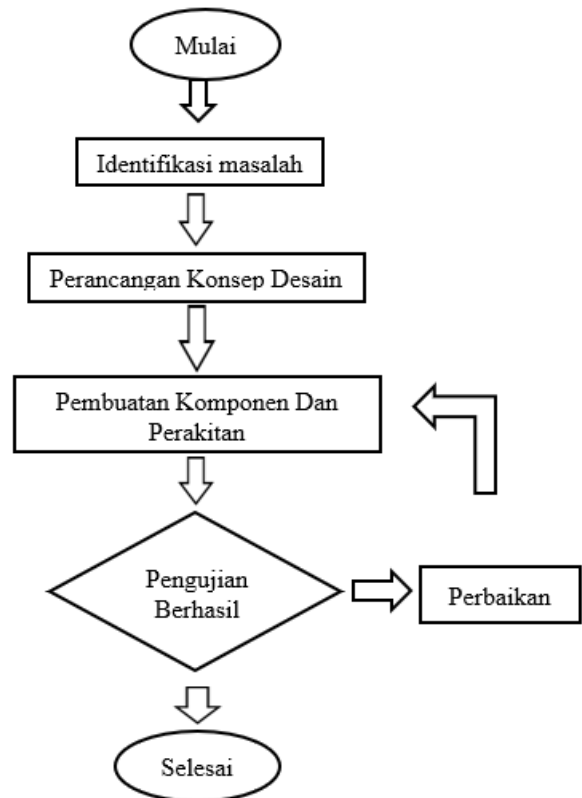 Mulai
Identifikasi masalah
Perancangan Konsep Desain
Pembuatan Komponen Dan
Perakitan
Pengujian
Berhasil
Perbaikan
Selesai